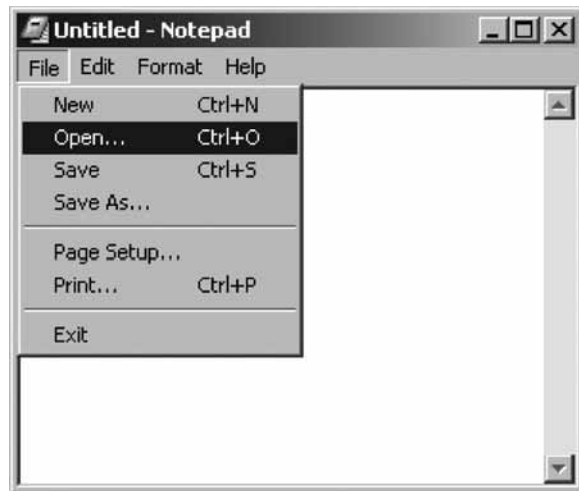 Untitled - Notepad
File Edit Format Help
New Ctrl+N
Open... Ctrl+O
Save Ctrl+S
Save As...
Page Setup...
Print... Ctrl+P
Exit